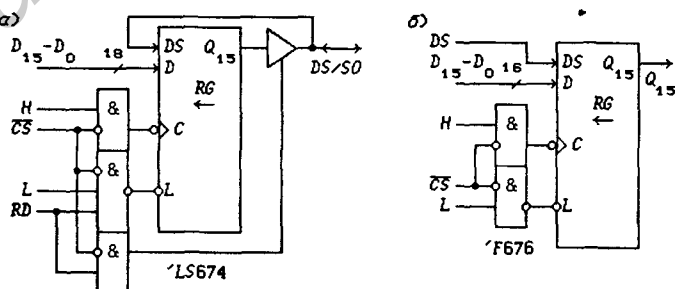 а)
D15-D0 18
DS
D
Q15
RG
←
DS/SO
H
CS
&
C
&
L
L
RD
&
'LS674
б)
DS
D15-D0 16
DS
D
Q15
Q15
RG
←
H
&
C
CS
&
L
L
'F676